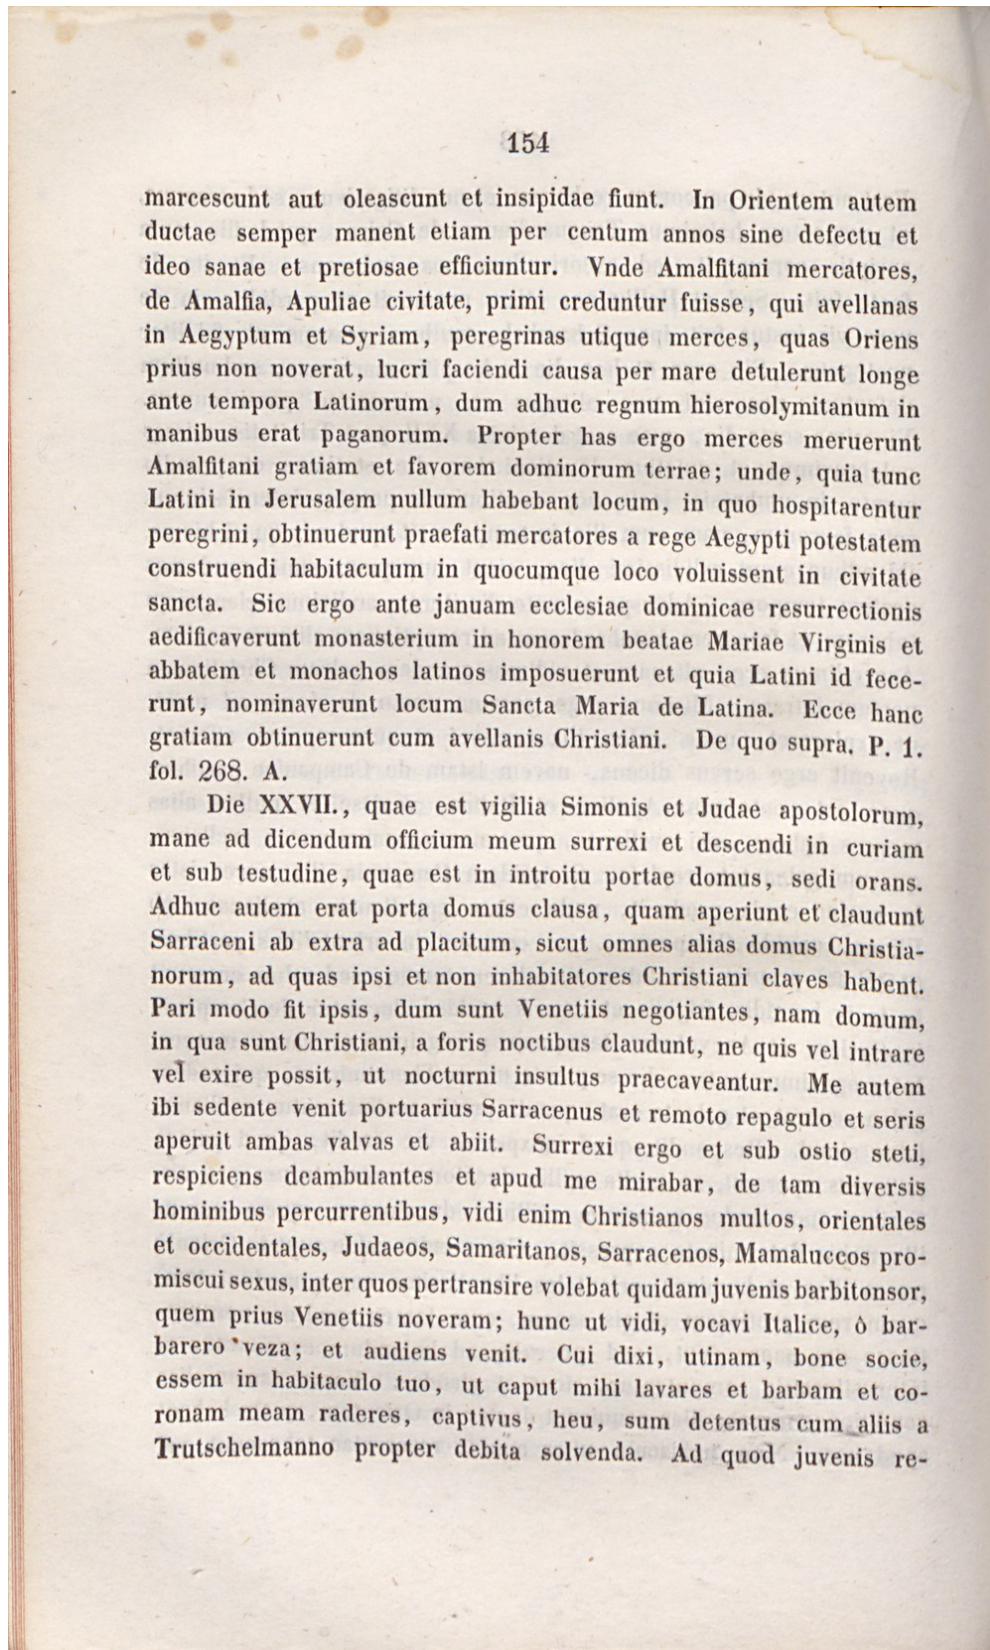 154
marcescunt aut oleascunt et insipidae fiunt. In Orientem autem
ductae semper manent etiam per centum annos sine defectu et
ideo sanae et pretiosae efficiuntur. Vnde Amalfitani mercatores,
de Amalfia, Apuliae civitate, primi creduntur fuisse, qui avellanas
in Aegyptum et Syriam, peregrinas utique merces, quas Oriens
prius non noverat, lucri faciendi causa per mare detulerunt longe
ante tempora Latinorum, dum adhuc regnum hierosolymitanum in
manibus erat paganorum. Propter has ergo merces meruerunt
Amalfitani gratiam et favorem dominorum terrae; unde, quia tunc
Latini in Jerusalem nullum habebant locum, in quo hospitarentur
peregrini, obtinuerunt praefati mercatores a rege Aegypti potestatem
construendi habitaculum in quocumque loco voluissent in civitate
sancta. Sic ergo ante januam ecclesiae dominicae resurrectionis
aedificaverunt monasterium in honorem beatae Mariae Virginis et
abbatem et monachos latinos imposuerunt et quia Latini id fece-
runt, nominaverunt locum Sancta Maria de Latina. Ecce hanc
gratiam obtinuerunt cum avellanis Christiani. De quo supra. P. 1.
fol. 268. A.
Die XXVII., quae est vigilia Simonis et Judae apostolorum,
mane ad dicendum officium meum surrexi et descendi in curiam
et sub testudine, quae est in introitu portae domus, sedi orans.
Adhuc autem erat porta domus clausa, quam aperiunt et claudunt
Sarraceni ab extra ad placitum, sicut omnes alias domus Christia-
norum, ad quas ipsi et non inhabitatores Christiani claves habent.
Pari modo fit ipsis, dum sunt Venetiis negotiantes, nam domum,
in qua sunt Christiani, a foris noctibus claudunt, ne quis vel intrare
vel exire possit, ut nocturni insultus praecaveantur. Me autem
ibi sedente venit portuarius Sarracenus et remoto repagulo et seris
aperuit ambas valvas et abiit. Surrexi ergo et sub ostio steti,
respiciens deambulantes et apud me mirabar, de tam diversis
hominibus percurrentibus, vidi enim Christianos multos, orientales
et occidentales, Judaeos, Samaritanos, Sarracenos, Mamaluccos pro-
miscui sexus, inter quos pertransire volebat quidam juvenis barbitonsor,
quem prius Venetiis noveram; hunc ut vidi, vocavi Italice, ô bar-
barero veza; et audiens venit. Cui dixi, utinam, bone socie,
essem in habitaculo tuo, ut caput mihi lavares et barbam et co-
ronam meam raderes, captivus, heu, sum detentus cum aliis a
Trutschelmanno propter debita solvenda. Ad quod juvenis re-